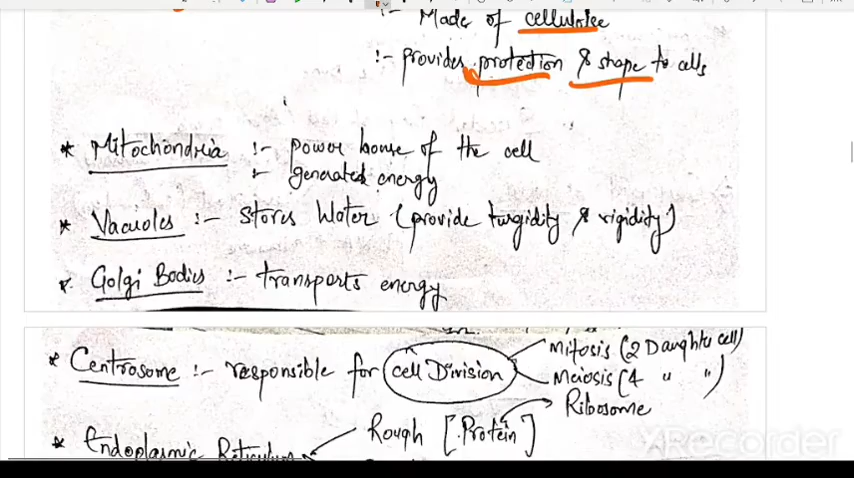 :- Made of cellulose
:- provides protection & shape to cells
* Mitochondria :- power house of the cell
:- generated energy
* Vacuoles :- Stores Water (provide turgidity & rigidity)
* Golgi Bodies :- transports energy
* Centrosome :- responsible for cell Division
Mitosis (2 Daughter cell)
Meiosis (4 " ")
Ribosome
* Endoplasmic Reticulum
Rough [Protein]
XRecorder